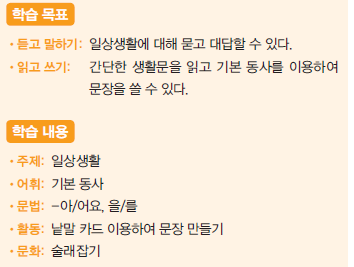 학습 목표
• 듣고 말하기: 일상생활에 대해 묻고 대답할 수 있다.
• 읽고 쓰기: 간단한 생활문을 읽고 기본 동사를 이용하여
문장을 쓸 수 있다.
학습 내용
• 주제: 일상생활
• 어휘: 기본 동사
• 문법: –아/어요, 을/를
• 활동: 낱말 카드 이용하여 문장 만들기
• 문화: 술래잡기